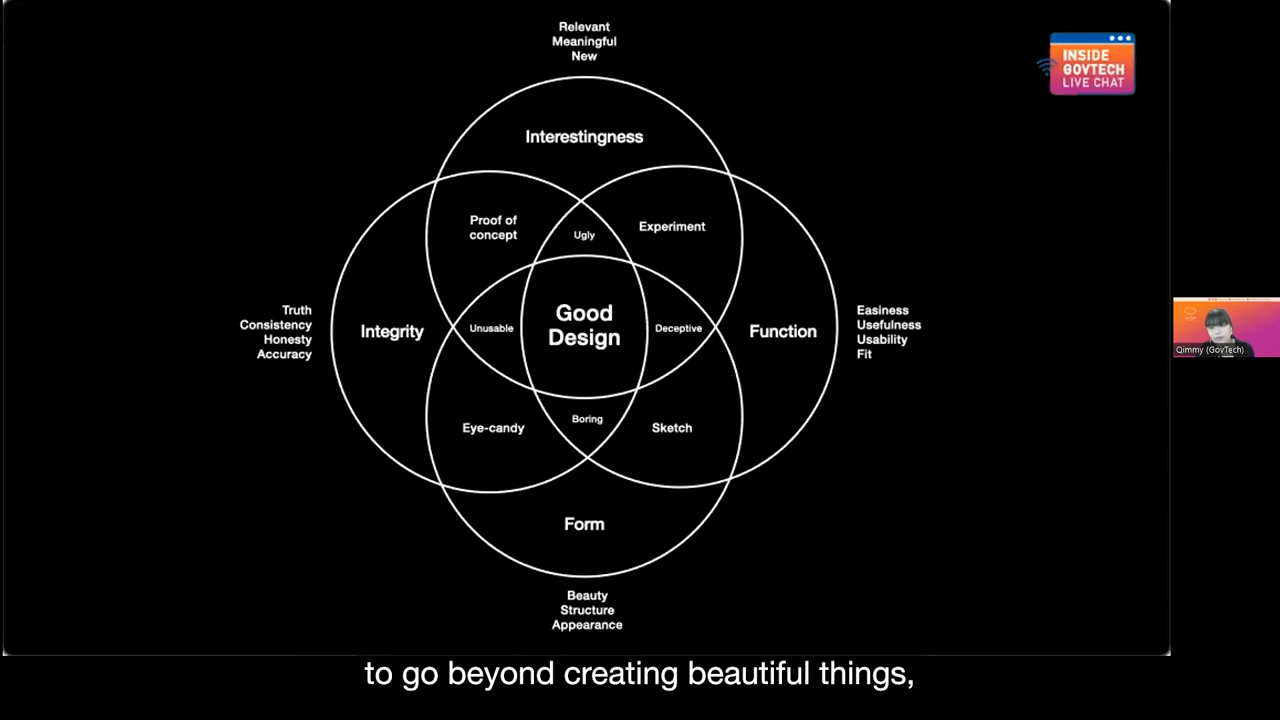 Relevant
Meaningful
New
INSIDE
GOVTECH
LIVE CHAT
Interestingness
Proof of
concept
Ugly
Experiment
Truth
Consistency
Honesty
Accuracy
Integrity
Unusable
Good
Design
Deceptive
Function
Easiness
Usefulness
Usability
Fit
Qimmy (GovTech)
Eye-candy
Boring
Sketch
Form
Beauty
Structure
Appearance
to go beyond creating beautiful things,